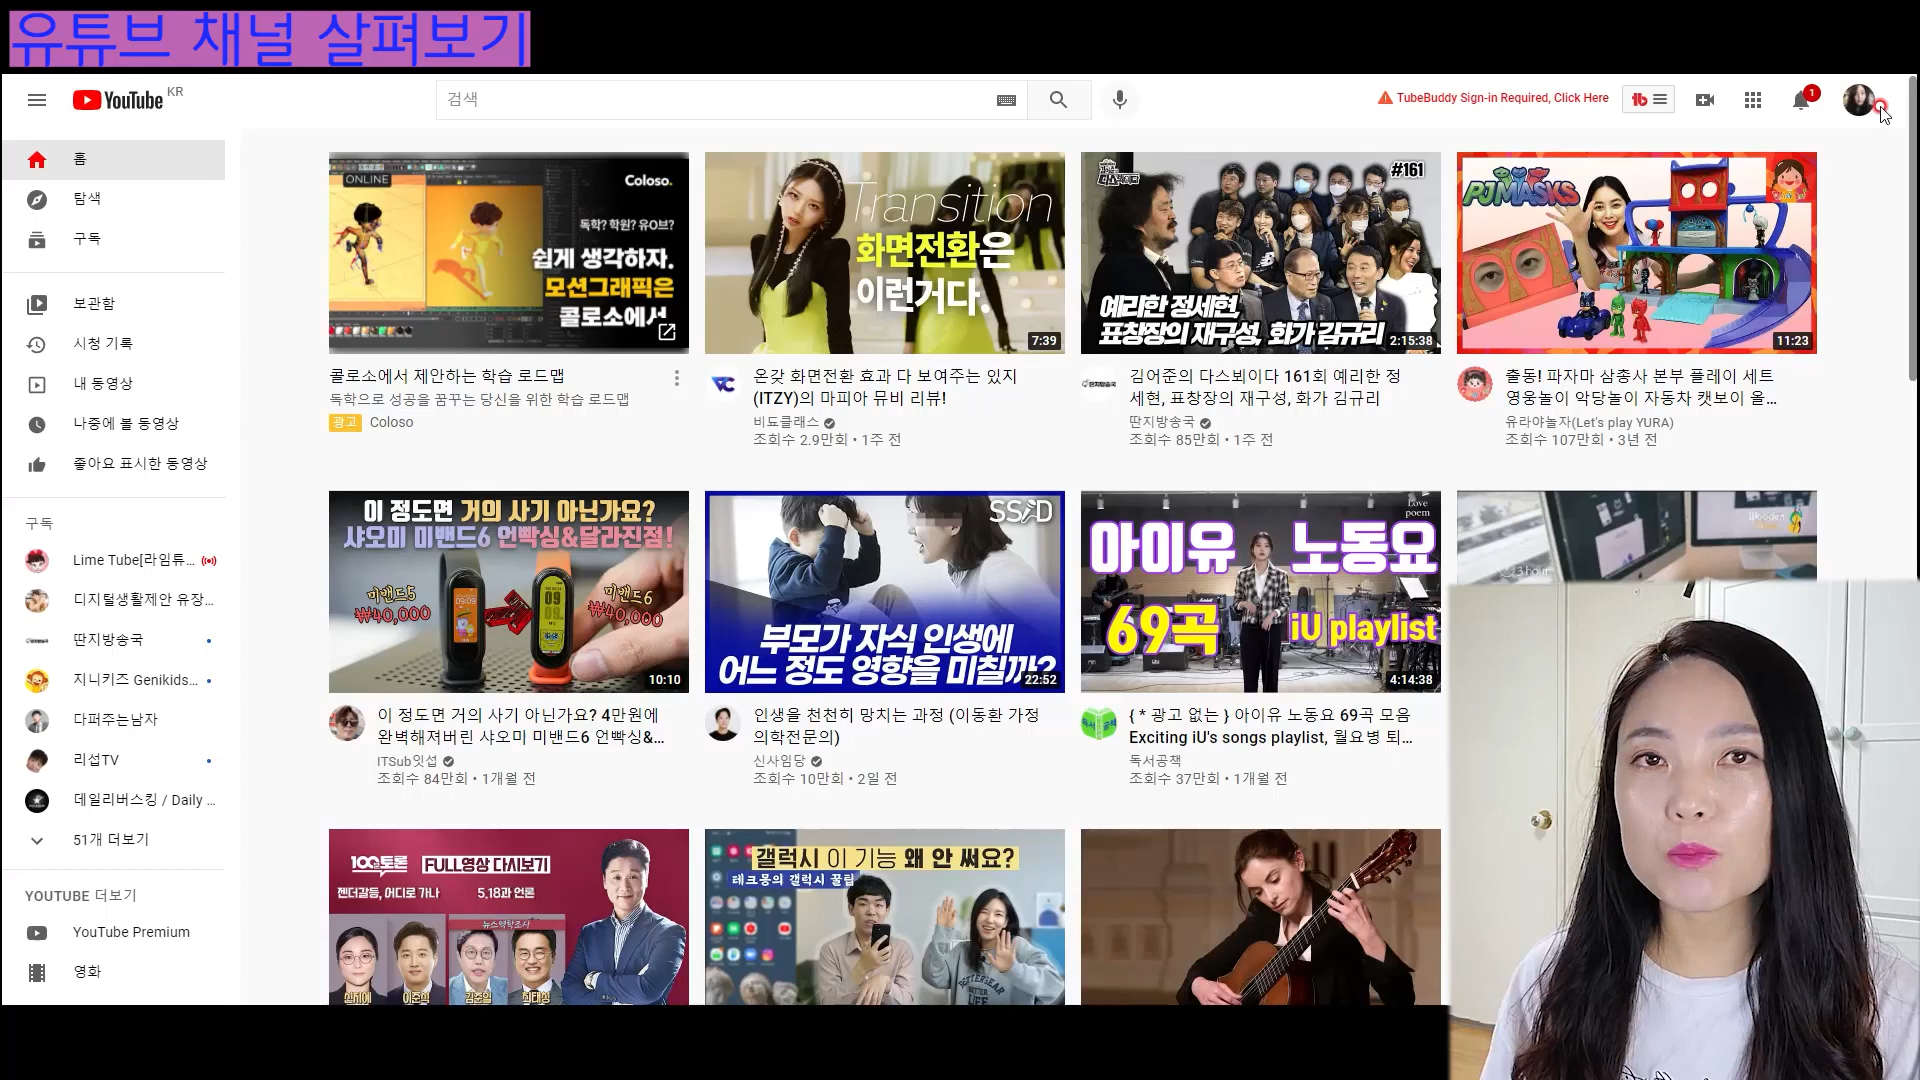 유튜브 채널 살펴보기
YouTube KR
검색
TubeBuddy Sign-in Required, Click Here
tb
1
홈
탐색
구독
보관함
시청 기록
내 동영상
나중에 볼 동영상
좋아요 표시한 동영상
구독
Lime Tube[라임튜...
디지털생활제안 유장...
딴지방송국
지니키즈 Genikids...
다퍼주는남자
리섭TV
데일리버스킹 / Daily ...
51개 더보기
YOUTUBE 더보기
YouTube Premium
영화
ONLINE
Coloso.
독학? 학원? 유O브?
쉽게 생각하자.
모션그래픽은
콜로소에서
콜로소에서 제안하는 학습 로드맵
독학으로 성공을 꿈꾸는 당신을 위한 학습 로드맵
광고 Coloso
Transition
화면전환은
이런거다.
7:39
온갖 화면전환 효과 다 보여주는 있지
(ITZY)의 마피아 뮤비 리뷰!
비됴클래스
조회수 2.9만회 • 1주 전
#161
예리한 정세현,
표창장의 재구성, 화가 김규리
2:15:38
김어준의 다스뵈이다 161회 예리한 정
세현, 표창장의 재구성, 화가 김규리
딴지방송국
조회수 85만회 • 1주 전
PJMASKS
11:23
출동! 파자마 삼총사 본부 플레이 세트
영웅놀이 악당놀이 자동차 캣보이 올...
유라야놀자(Let's play YURA)
조회수 107만회 • 3년 전
이 정도면 거의 사기 아닌가요?
샤오미 미밴드6 언빡싱&달라진점!
미밴드5
₩40,000
미밴드6
₩40,000
10:10
이 정도면 거의 사기 아닌가요? 4만원에
완벽해져버린 샤오미 미밴드6 언빡싱&...
ITSub잇섭
조회수 84만회 • 1개월 전
부모가 자식 인생에
어느 정도 영향을 미칠까?
22:52
인생을 천천히 망치는 과정 (이동환 가정
의학전문의)
신사임당
조회수 10만회 • 2일 전
Love
poem
아이유 노동요
69곡 iU playlist
4:14:38
{ * 광고 없는 } 아이유 노동요 69곡 모음
Exciting iU's songs playlist, 월요병 퇴...
독서공책
조회수 37만회 • 1개월 전
Wooden
3 hour
100분토론 FULL영상 다시보기
젠더갈등, 어디로 가나 5.18과 언론
이준석
김준일
갤럭시 이 기능 왜 안 써요?
테크몽의 갤럭시 꿀팁